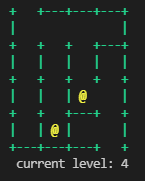 +   +---+---+   +
|               |
+   +   +   +---+
|   |   |       |
+   +   +   +   +
|   |   | @ |   |
+   +   +---+   +
|   | @ |       |
+---+---+---+---+
current level: 4